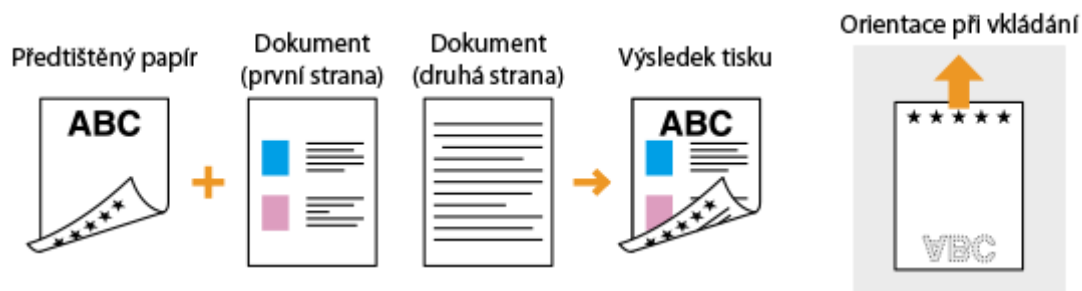 Orientace při vkládání
Předtištěný papír
Dokument
(první strana)
Dokument
(druhá strana)
Výsledek tisku
ABC
ABC
ABC